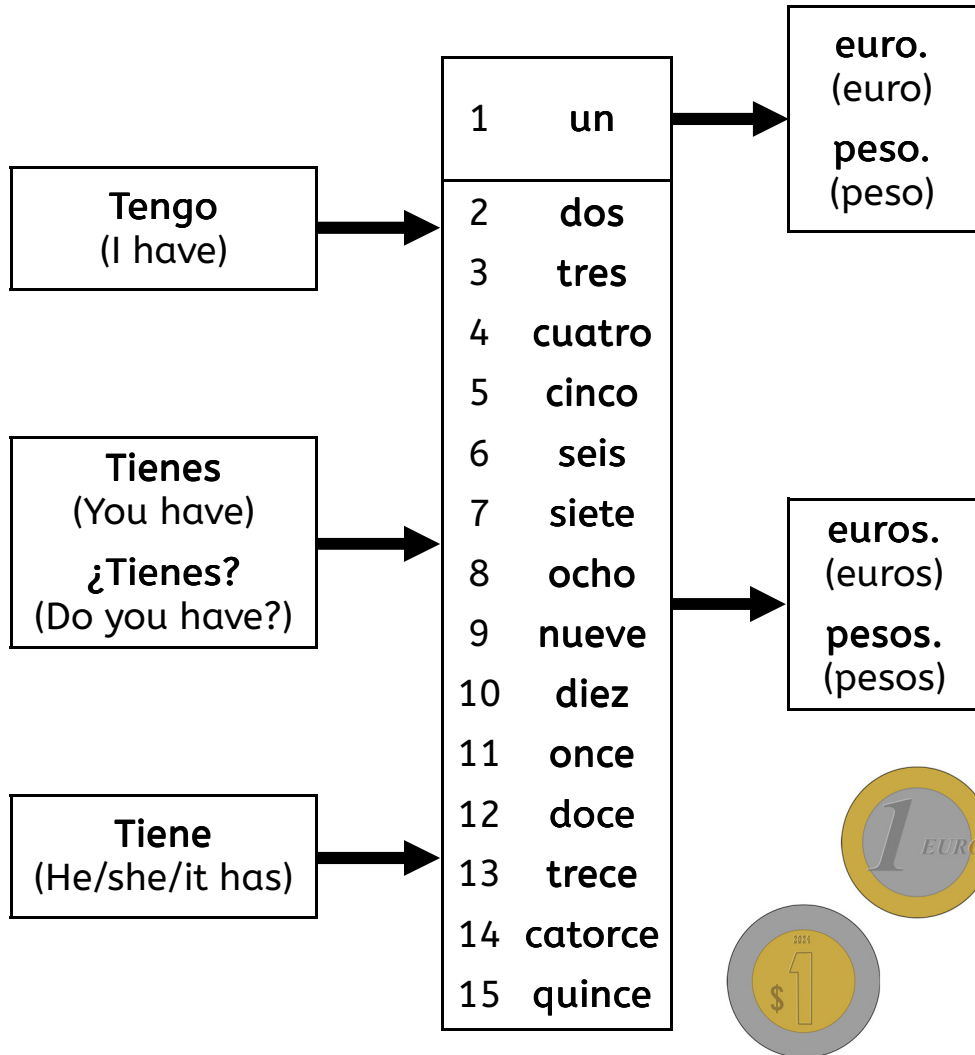 Tengo
(I have)
Tienes
(You have)
¿Tienes?
(Do you have?)
Tiene
(He/she/it has)
1 un
2 dos
3 tres
4 cuatro
5 cinco
6 seis
7 siete
8 ocho
9 nueve
10 diez
11 once
12 doce
13 trece
14 catorce
15 quince
euro.
(euro)
peso.
(peso)
euros.
(euros)
pesos.
(pesos)
1 EURO
2024
$1